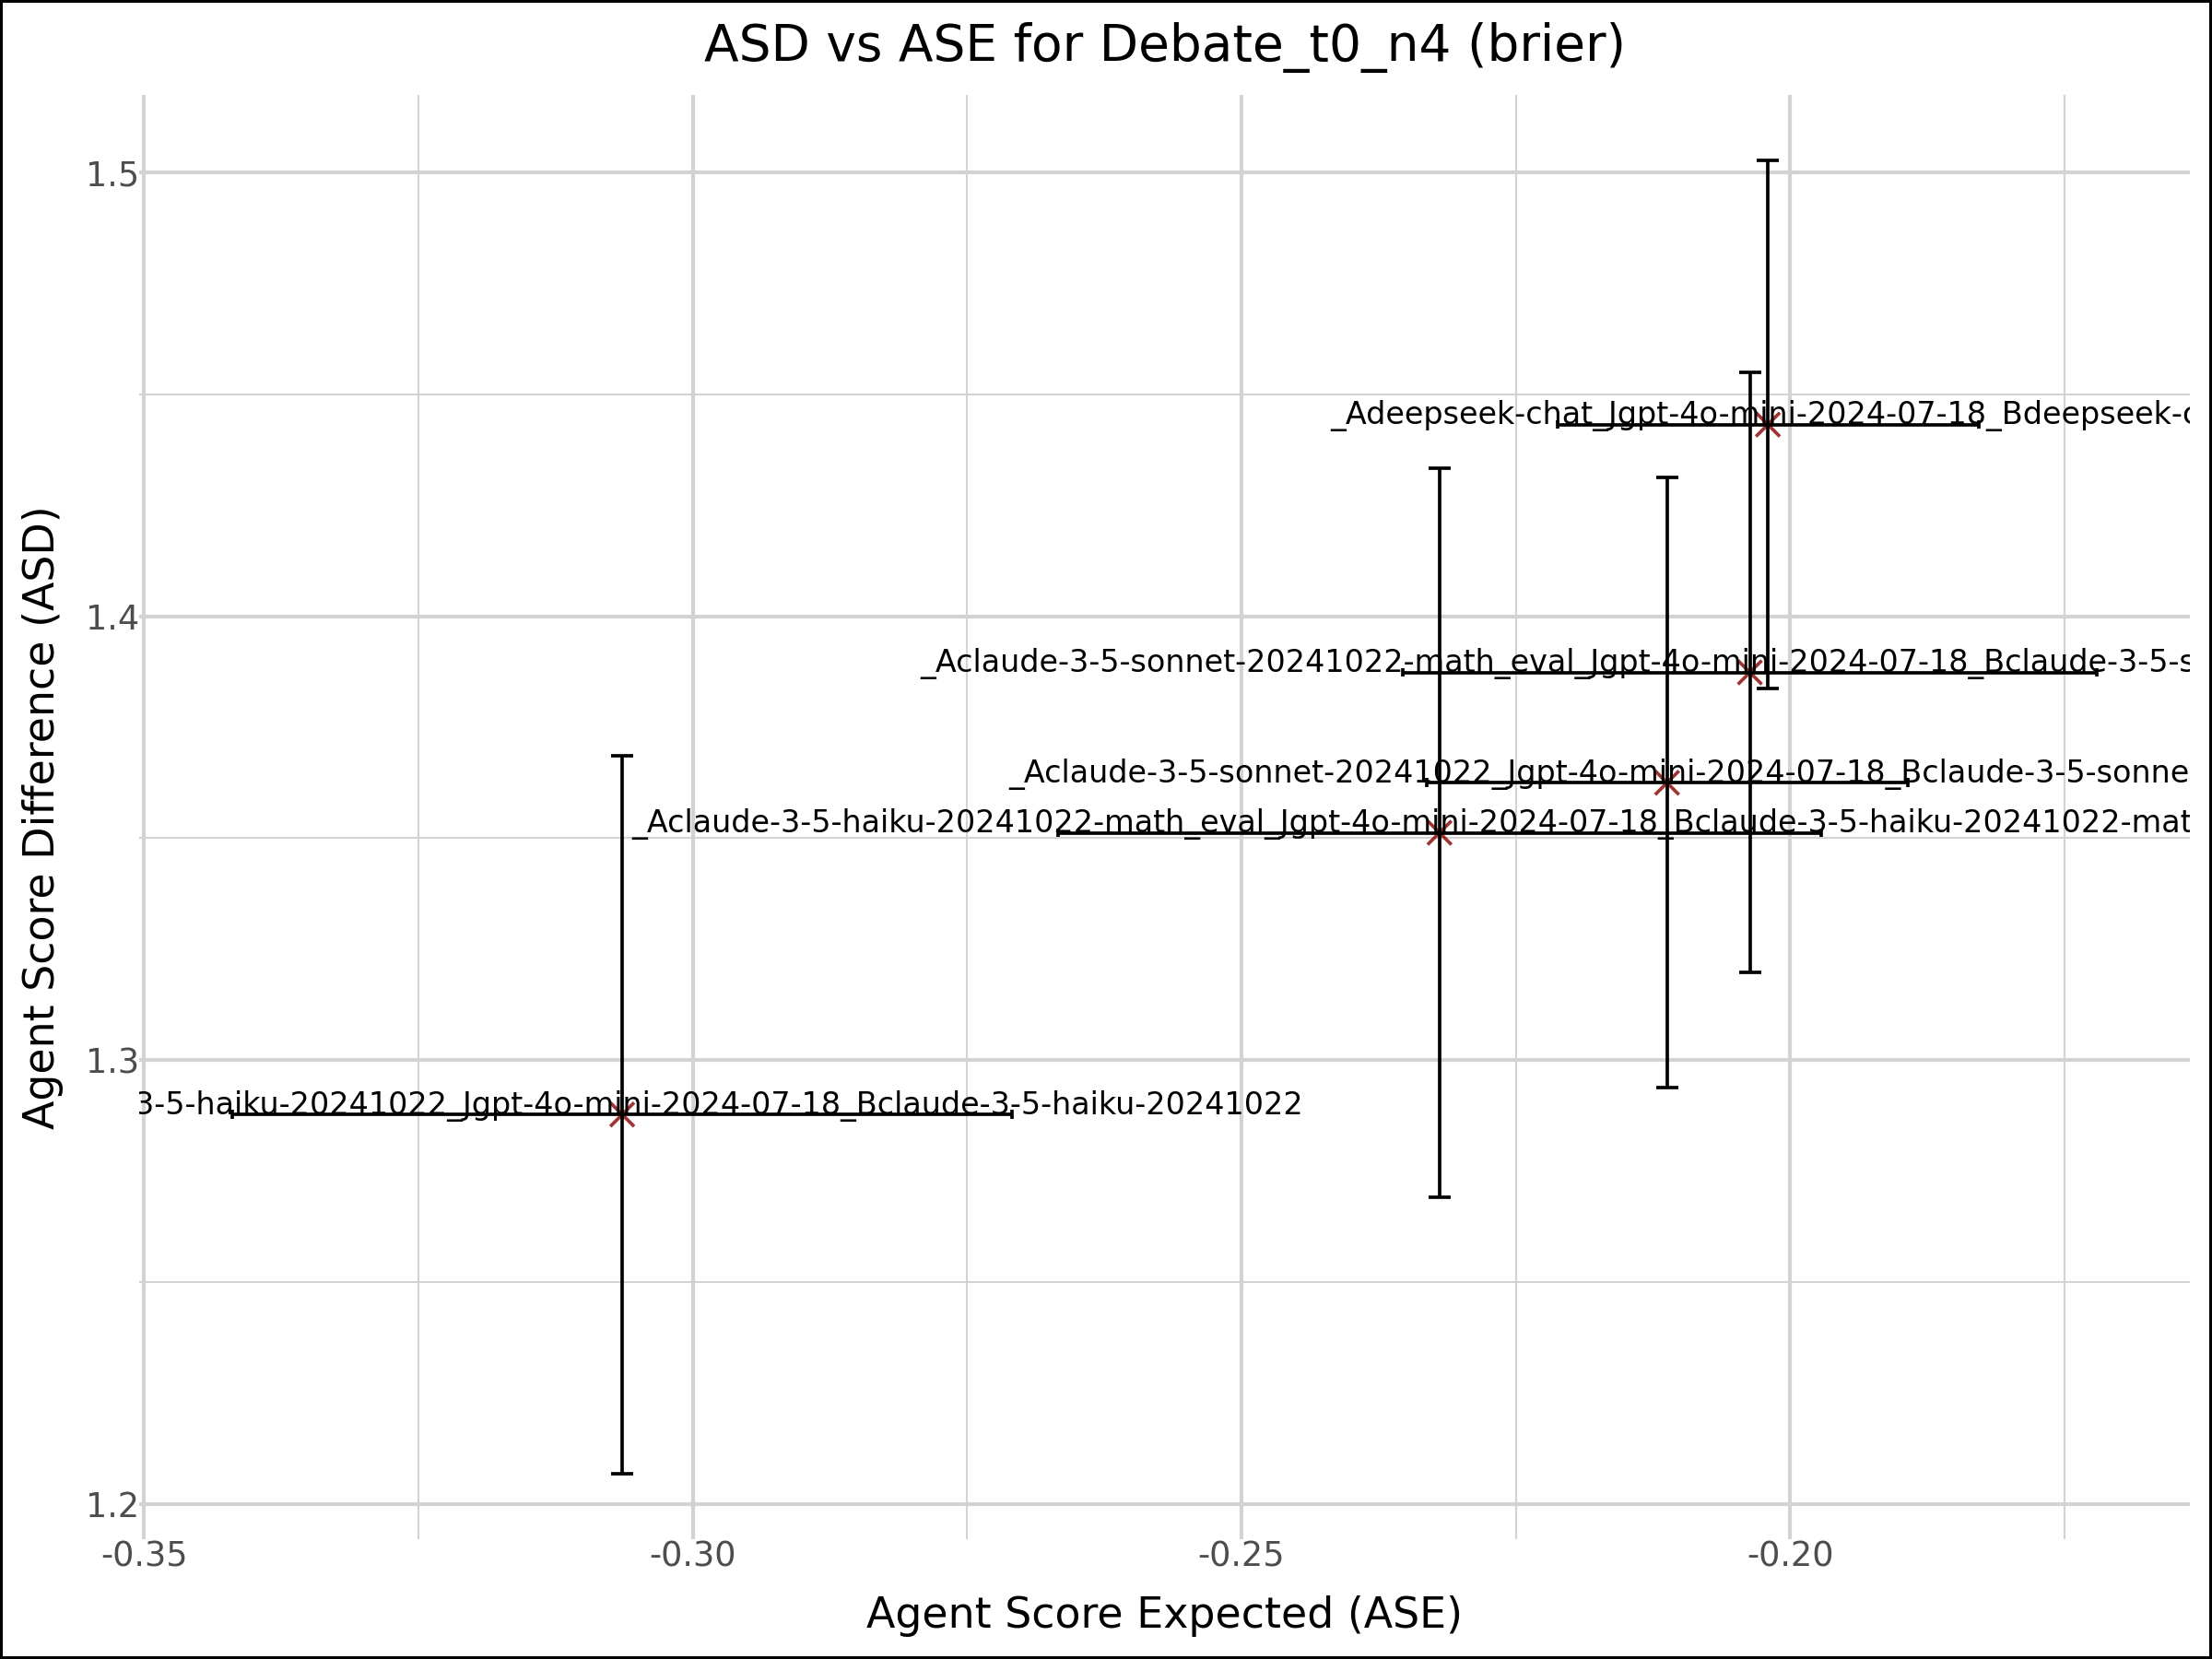 ASD vs ASE for Debate_t0_n4 (brier)
1.5
_Adeepseek-chat_Jgpt-4o-mini-2024-07-18_Bdeepseek-c
1.4
_Aclaude-3-5-sonnet-20241022-math_eval_Jgpt-4o-mini-2024-07-18_Bclaude-3-5-s
_Aclaude-3-5-sonnet-20241022_Jgpt-4o-mini-2024-07-18_Bclaude-3-5-sonne
_Aclaude-3-5-haiku-20241022-math_eval_Jgpt-4o-mini-2024-07-18_Bclaude-3-5-haiku-20241022-mat
1.3
3-5-haiku-20241022_Jgpt-4o-mini-2024-07-18_Bclaude-3-5-haiku-20241022
1.2
Agent Score Difference (ASD)
-0.35 -0.30 -0.25 -0.20
Agent Score Expected (ASE)